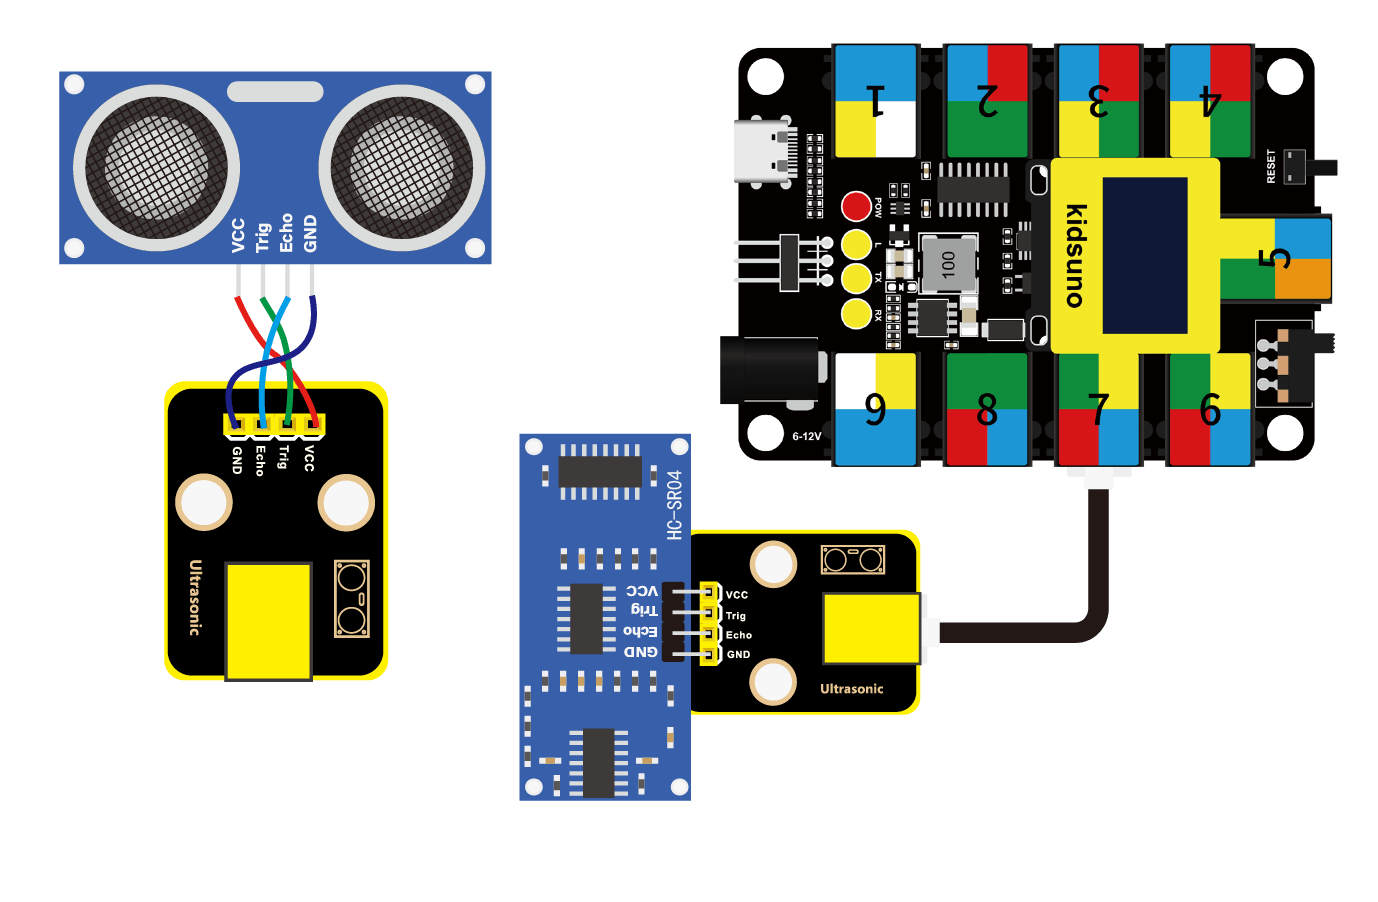 VCC
Trig
Echo
GND
GND
Echo
Trig
VCC
Ultrasonic
1
2
3
4
5
9
8
7
6
RESET
POW
L
TX
RX
100
kidsuno
6-12V
HC-SR04
VCC
Trig
Echo
GND
VCC
Trig
Echo
GND
Ultrasonic